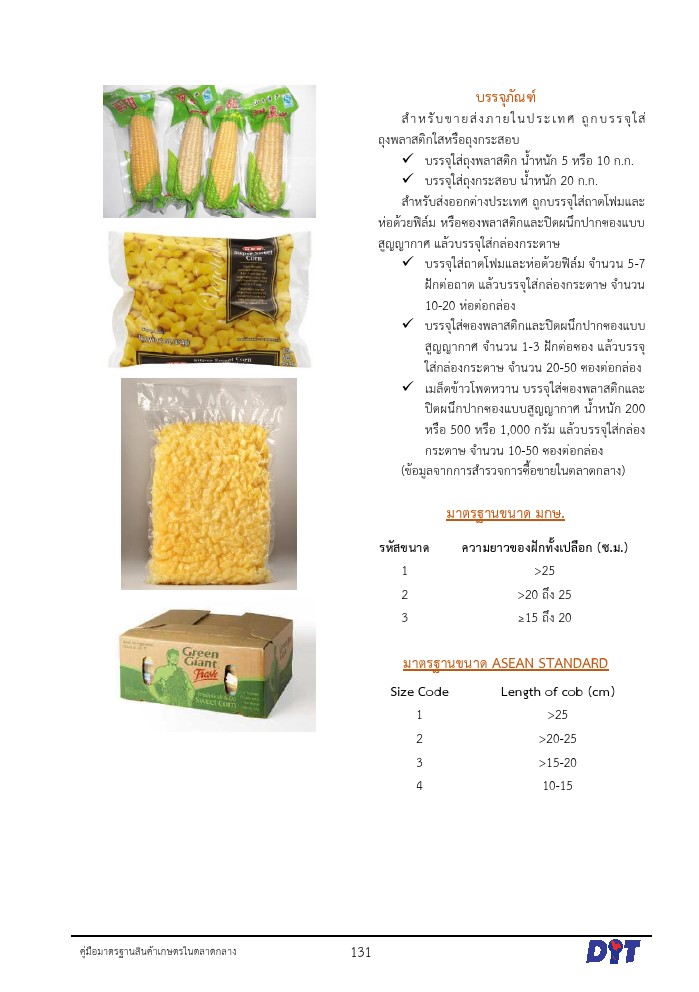 บรรจุภัณฑ์
สำหรับขายส่งภายในประเทศ ถูกบรรจุใส่
ถุงพลาสติกใสหรือถุงกระสอบ
✓ บรรจุใส่ถุงพลาสติก น้ำหนัก 5 หรือ 10 ก.ก.
✓ บรรจุใส่ถุงกระสอบ น้ำหนัก 20 ก.ก.
สำหรับส่งออกต่างประเทศ ถูกบรรจุใส่ถาดโฟมและ
ห่อด้วยฟิล์ม หรือซองพลาสติกและปิดผนึกปากซองแบบ
สูญญากาศ แล้วบรรจุใส่กล่องกระดาษ
✓ บรรจุใส่ถาดโฟมและห่อด้วยฟิล์ม จำนวน 5-7
ฝักต่อถาด แล้วบรรจุใส่กล่องกระดาษ จำนวน
10-20 ห่อต่อกล่อง
✓ บรรจุใส่ซองพลาสติกและปิดผนึกปากซองแบบ
สูญญากาศ จำนวน 1-3 ฝักต่อซอง แล้วบรรจุ
ใส่กล่องกระดาษ จำนวน 20-50 ซองต่อกล่อง
✓ เมล็ดข้าวโพดหวาน บรรจุใส่ซองพลาสติกและ
ปิดผนึกปากซองแบบสูญญากาศ น้ำหนัก 200
หรือ 500 หรือ 1,000 กรัม แล้วบรรจุใส่กล่อง
กระดาษ จำนวน 10-50 ซองต่อกล่อง
(ข้อมูลจากการสำรวจการซื้อขายในตลาดกลาง)
มาตรฐานขนาด มกษ.
รหัสขนาด ความยาวของฝักทั้งเปลือก (ซ.ม.)
1 >25
2 >20 ถึง 25
3 ≥15 ถึง 20
มาตรฐานขนาด ASEAN STANDARD
Size Code Length of cob (cm)
1 >25
2 >20-25
3 >15-20
4 10-15
Super Sweet
Corn
Super Sweet Corn
Green
Giant
Fresh
Sweet Corn
คู่มือมาตรฐานสินค้าเกษตรในตลาดกลาง
131
DIT